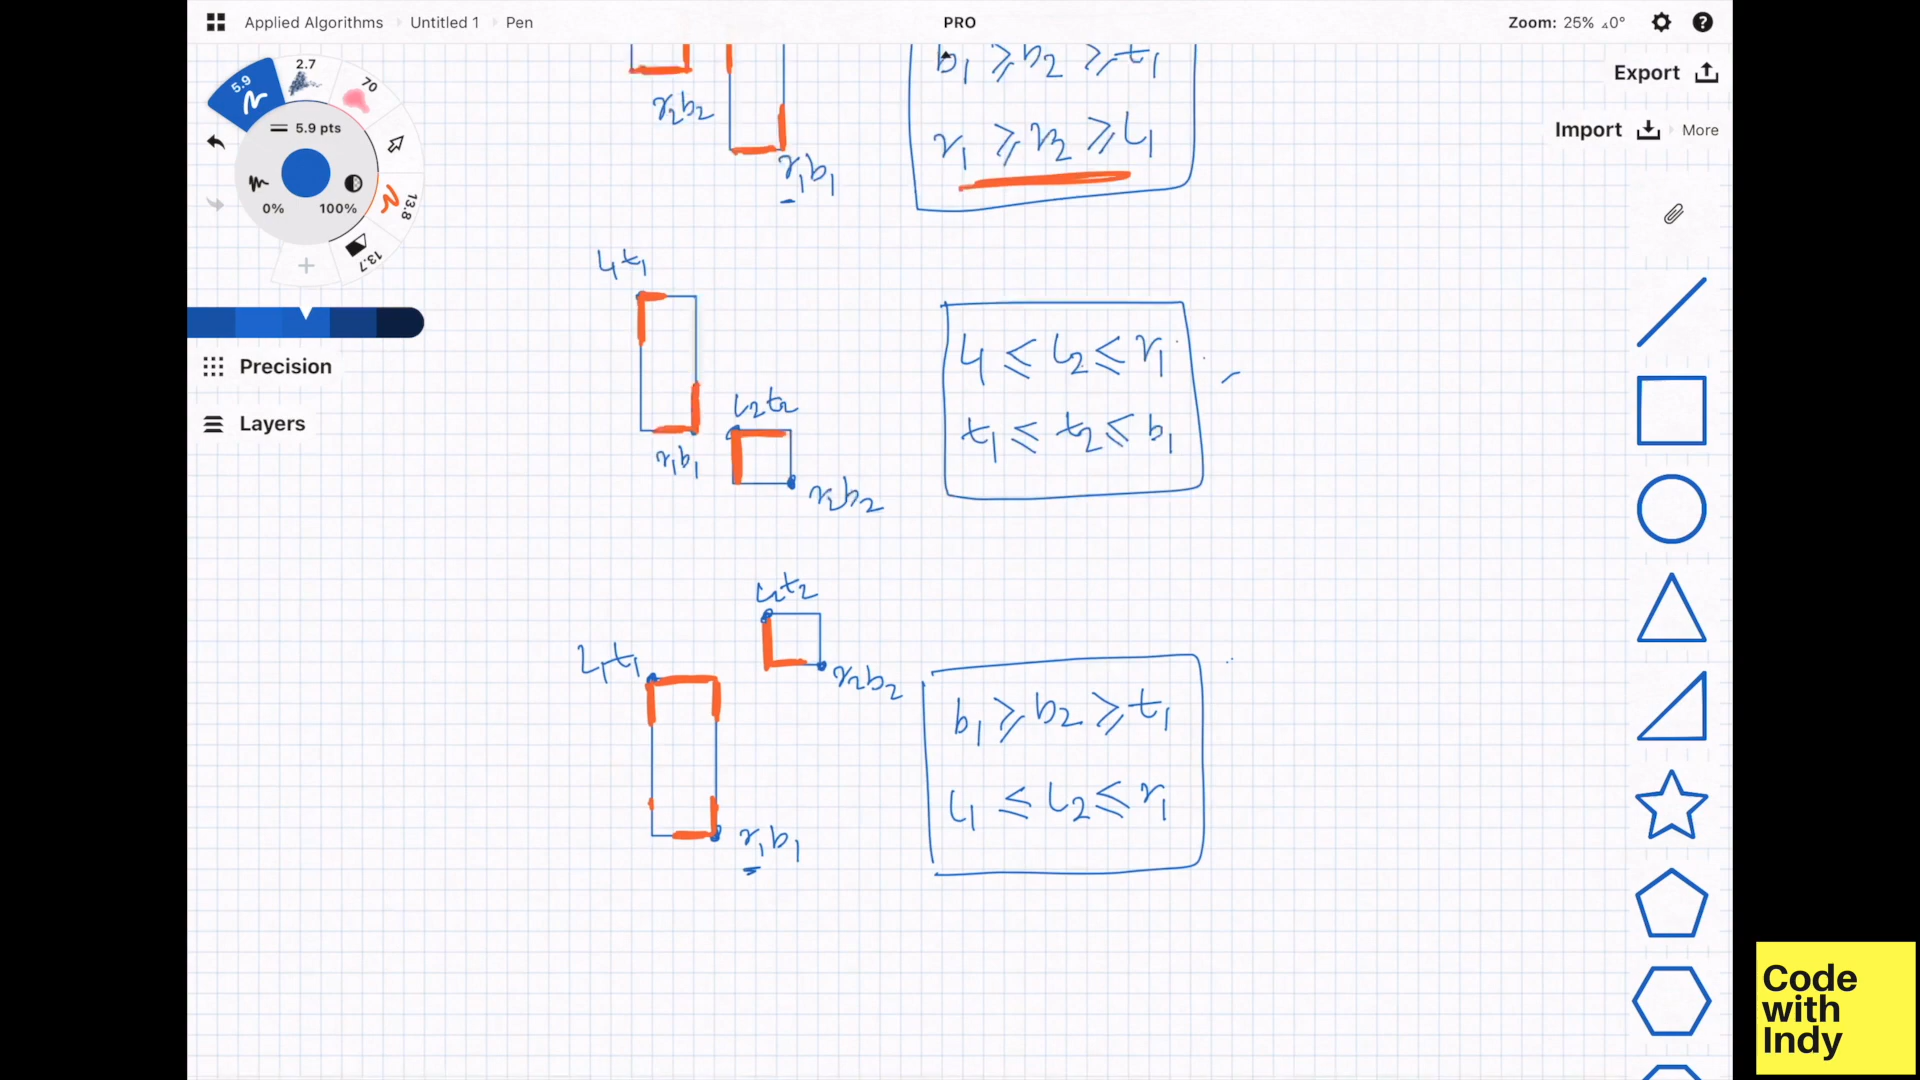 Applied Algorithms › Untitled 1 › Pen
PRO
Zoom: 25% ⊿0°
Export
Import
More
5.9
2.7
70
5.9 pts
0%
100%
13.8
13.7
Precision
Layers
r2b2
r1b1
b1 ≥ b2 ≥ t1
r1 ≥ r2 ≥ L1
L1t1
L2t2
r1b1
r2b2
L1 ≤ L2 ≤ r1
t1 ≤ t2 ≤ b1
L2t2
L1t1
r2b2
r1b1
b1 ≥ b2 ≥ t1
L1 ≤ L2 ≤ r1
Code
with
Indy